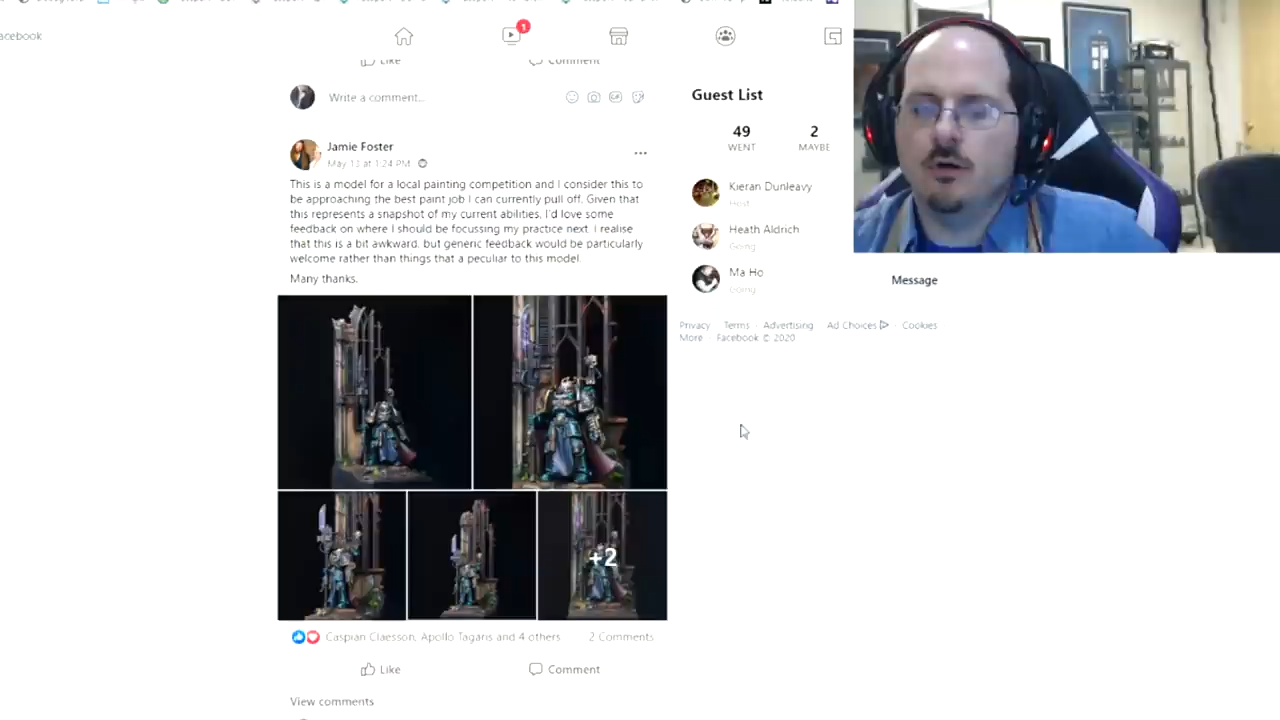 acebook
1
Like
Comment
Write a comment...
Guest List
49
WENT
2
MAYBE
Jamie Foster
May 13 at 1:24 PM
This is a model for a local painting competition and I consider this to
be approaching the best paint job I can currently pull off. Given that
this represents a snapshot of my current abilities, I'd love some
feedback on where I should be focussing my practice next. I realise
that this is a bit awkward, but generic feedback would be particularly
welcome rather than things that a peculiar to this model.
Many thanks.
Kieran Dunleavy
Host
Heath Aldrich
Going
Ma Ho
Going
Message
Privacy · Terms · Advertising · Ad Choices · Cookies
More · Facebook © 2020
+2
Caspian Claesson, Apollo Tagaris and 4 others
2 Comments
Like
Comment
View comments